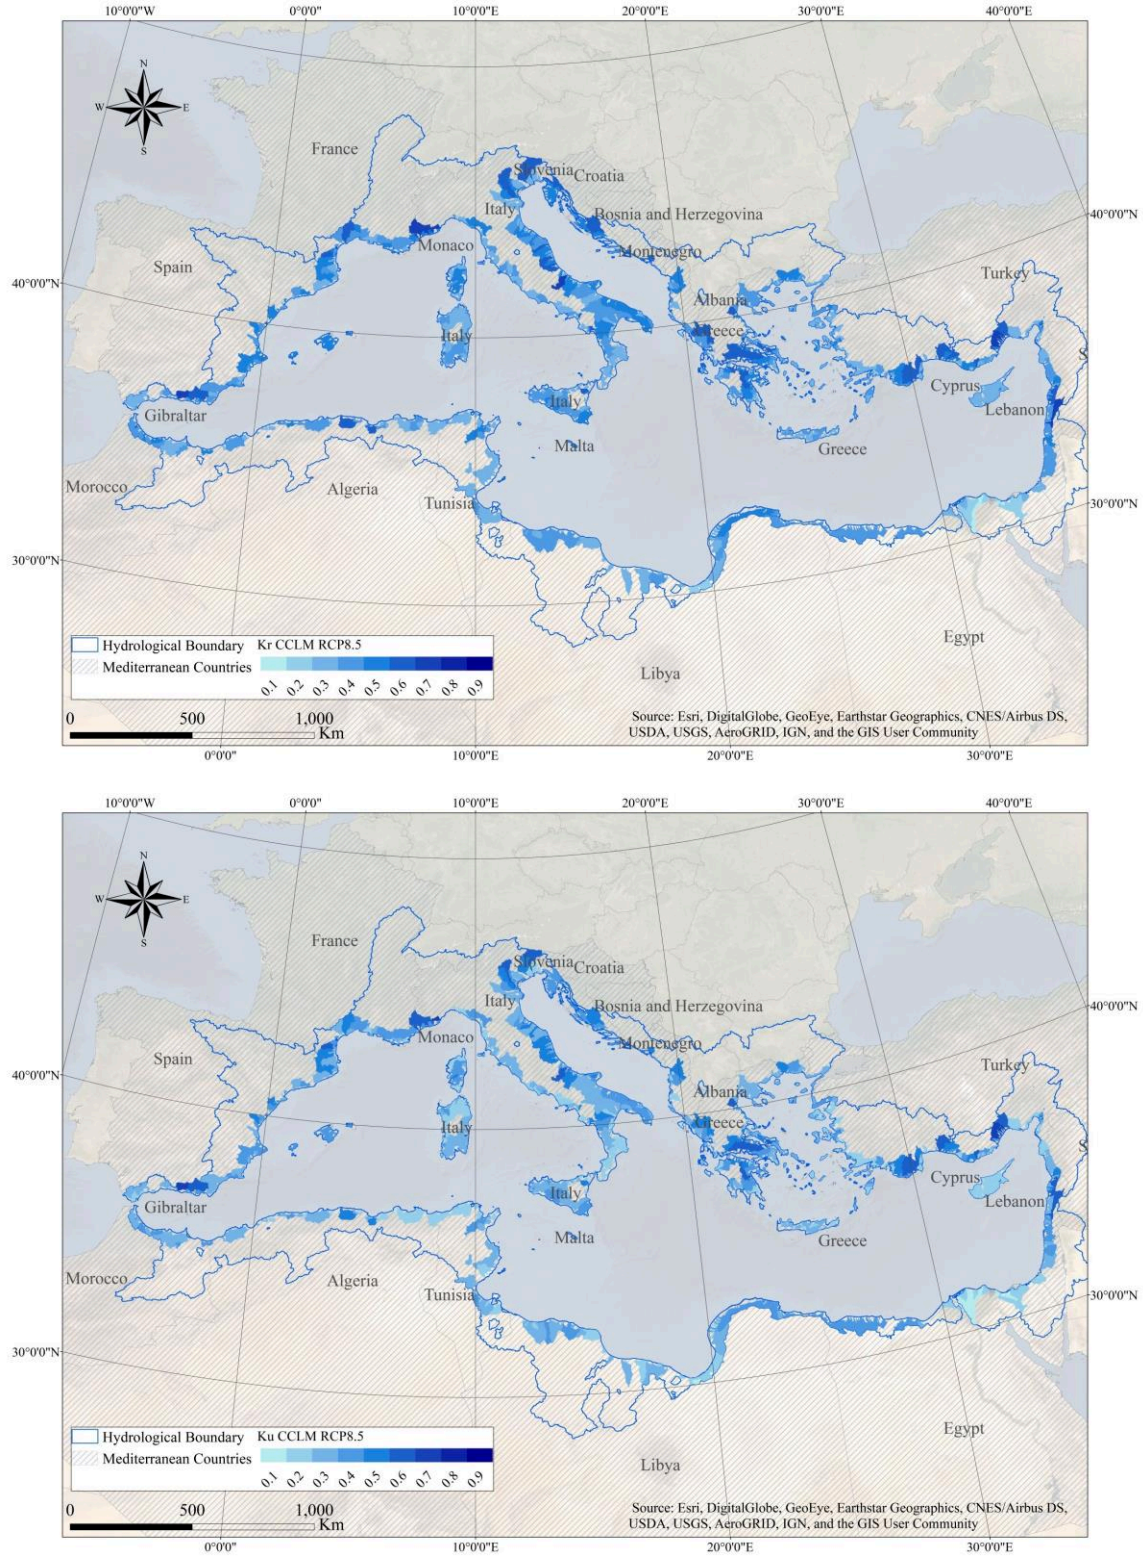 10°0'0"W 0°0'0" 10°0'0"E 20°0'0"E 30°0'0"E 40°0'0"E
N
W E
S
France
Slovenia Croatia
Italy
Bosnia and Herzegovina
40°0'0"N
Monaco
Montenegro
Spain
Turkey
40°0'0"N
Albania
Greece
S
Italy
Cyprus
Gibraltar
Italy
Lebanon
Malta
Greece
Morocco
Algeria
Tunisia
30°0'0"N
30°0'0"N
Egypt
Hydrological Boundary Kr CCLM RCP8.5
Mediterranean Countries
0.1 0.2 0.3 0.4 0.5 0.6 0.7 0.8 0.9
Libya
0 500 1,000
Km
Source: Esri, DigitalGlobe, GeoEye, Earthstar Geographics, CNES/Airbus DS,
USDA, USGS, AeroGRID, IGN, and the GIS User Community
0°0'0" 10°0'0"E 20°0'0"E 30°0'0"E
10°0'0"W 0°0'0" 10°0'0"E 20°0'0"E 30°0'0"E 40°0'0"E
N
W E
S
France
Slovenia Croatia
Italy
Bosnia and Herzegovina
40°0'0"N
Monaco
Montenegro
Spain
Turkey
40°0'0"N
Albania
Greece
S
Italy
Cyprus
Gibraltar
Italy
Lebanon
Malta
Greece
Morocco
Algeria
Tunisia
30°0'0"N
30°0'0"N
Egypt
Hydrological Boundary Ku CCLM RCP8.5
Mediterranean Countries
0.1 0.2 0.3 0.4 0.5 0.6 0.7 0.8 0.9
Libya
0 500 1,000
Km
Source: Esri, DigitalGlobe, GeoEye, Earthstar Geographics, CNES/Airbus DS,
USDA, USGS, AeroGRID, IGN, and the GIS User Community
0°0'0" 10°0'0"E 20°0'0"E 30°0'0"E